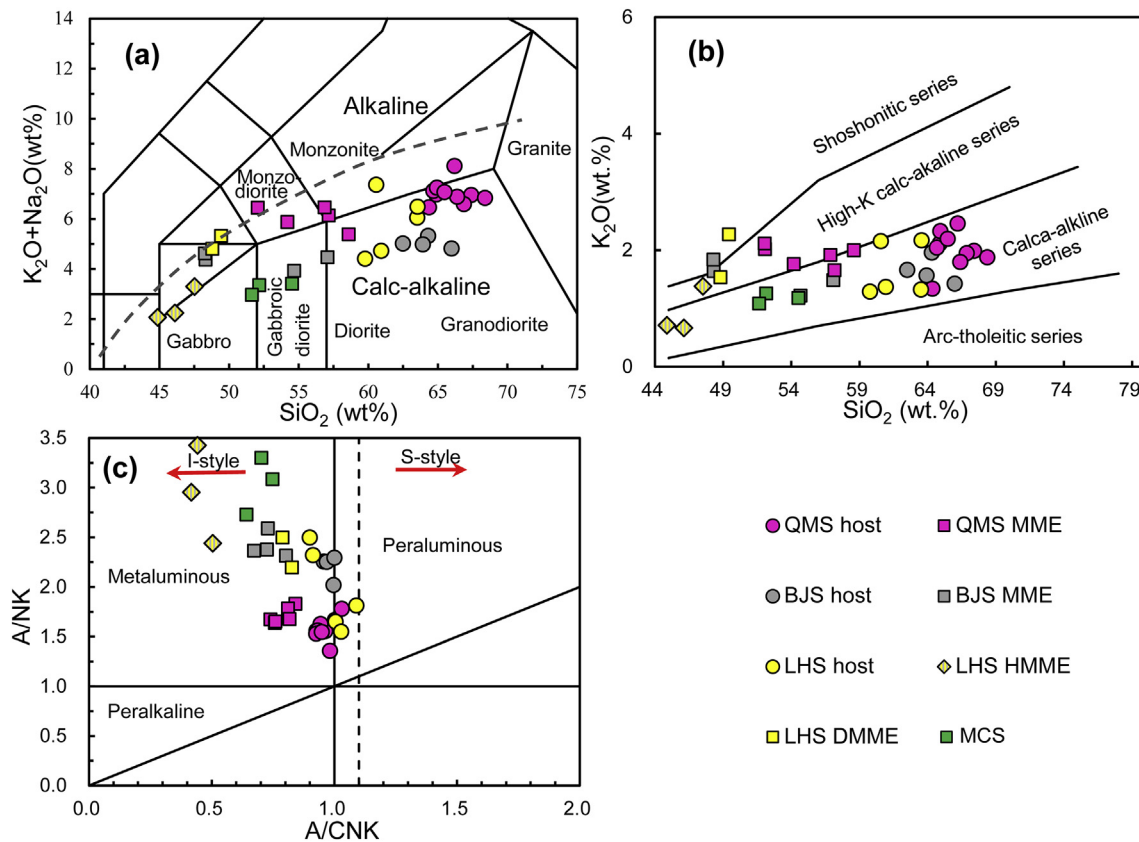 (a)
K₂O+Na₂O(wt%)
14
12
10
8
6
4
2
0
Alkaline
Monzonite
Granite
Monzo-
diorite
Calc-alkaline
Gabbro
Gabbroic
diorite
Diorite
Granodiorite
41 45 50 55 60 65 70 75
SiO₂ (wt%)
(b)
K₂O(wt.%)
6
4
2
0
Shoshonitic series
High-K calc-akaline series
Calca-alkline
series
Arc-tholeitic series
44 49 54 59 64 69 74 79
SiO₂ (wt.%)
(c)
A/NK
3.5
3.0
2.5
2.0
1.5
1.0
0.5
0.0
I-style
S-style
Metaluminous
Peraluminous
Peralkaline
0.0 0.5 1.0 1.5 2.0
A/CNK
QMS host
QMS MME
BJS host
BJS MME
LHS host
LHS HMME
LHS DMME
MCS